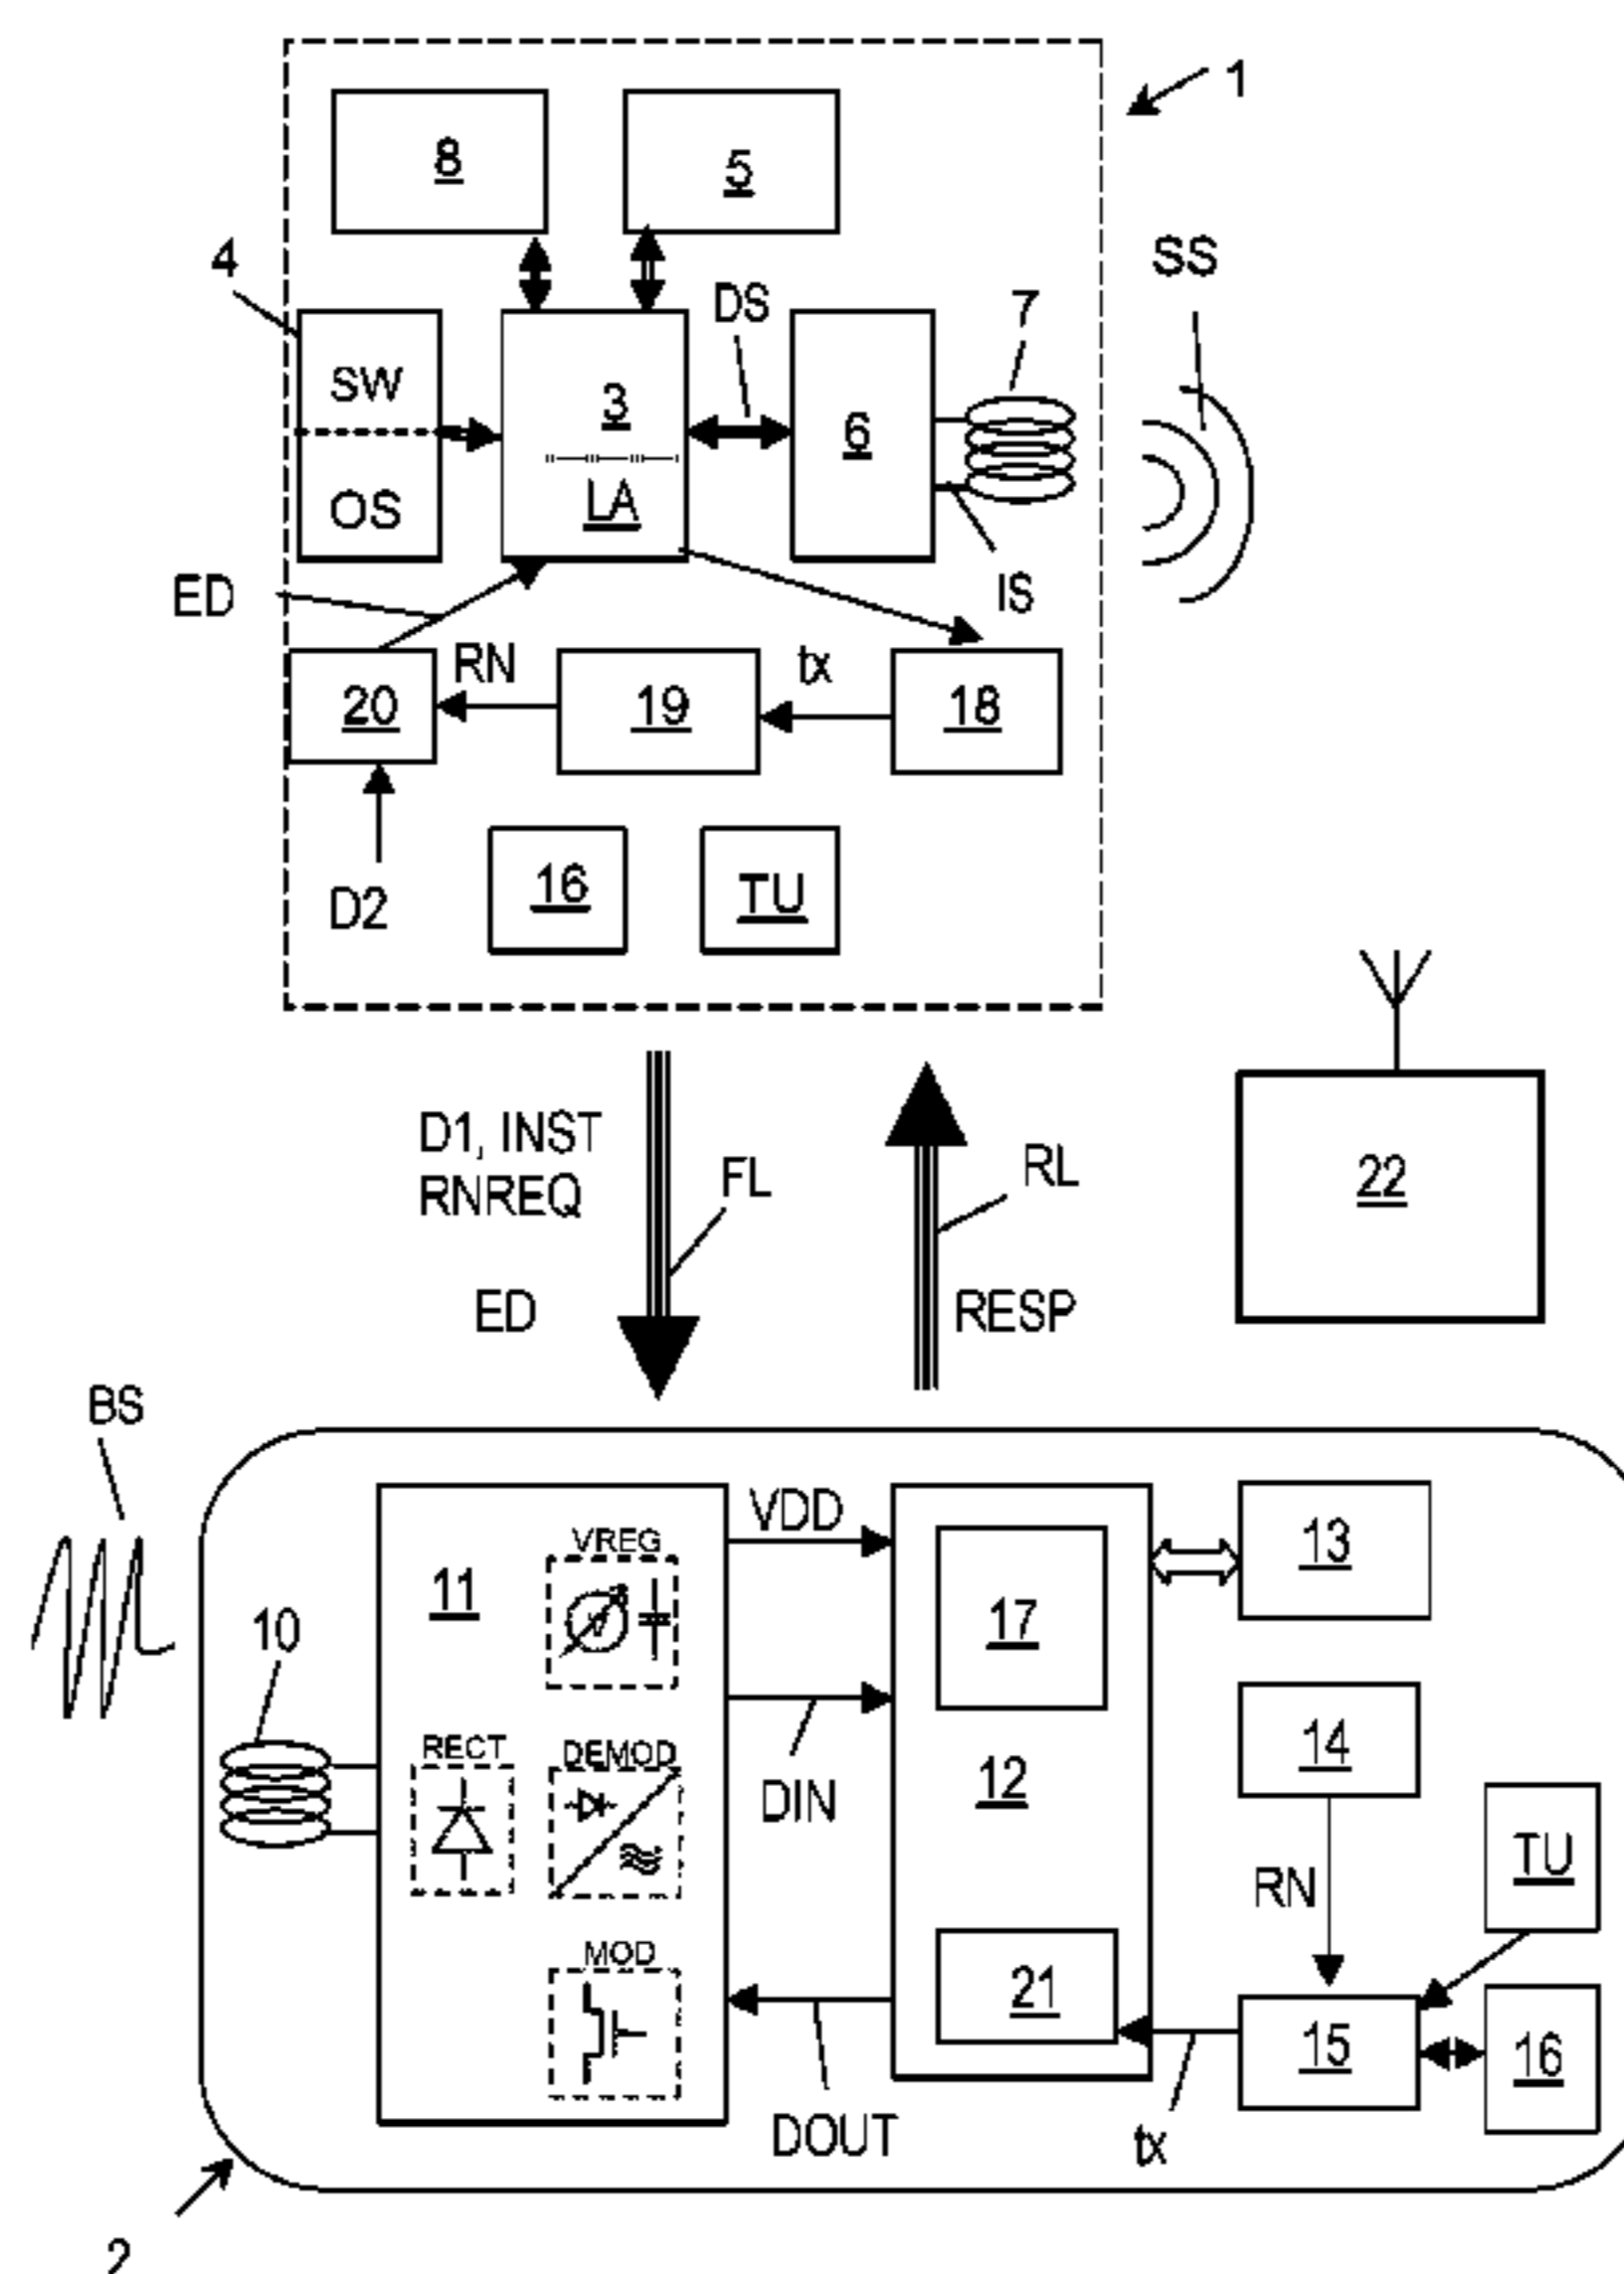 1
8
5
4
SS
DS
7
SW
3
6
OS
LA
ED
IS
RN
tx
20
19
18
16
TU
D2
D1, INST
RNREQ
FL
RL
22
ED
RESP
BS
VDD
VREG
11
13
17
10
V
RECT
DEMOD
14
12
DIN
TU
RN
MOD
21
15
16
DOUT
tx
2